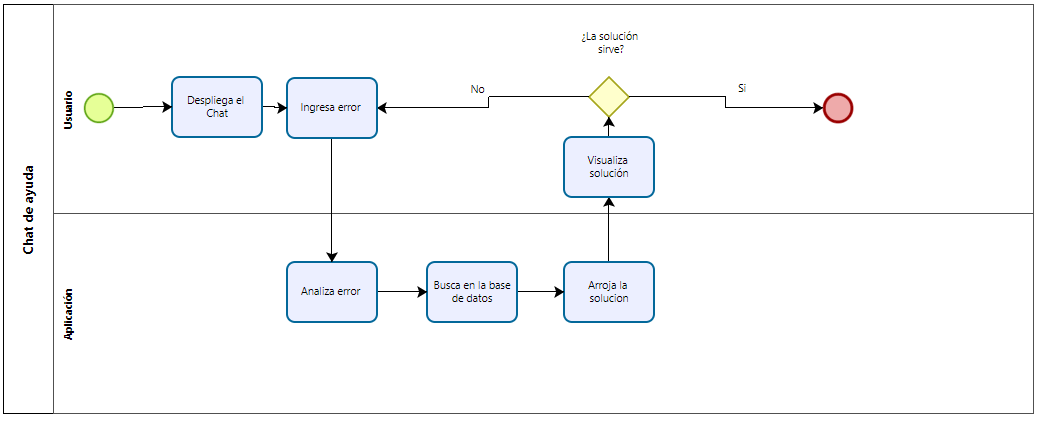 Chat de ayuda
Usuario
Despliega el
Chat
Ingresa error
No
¿La solución
sirve?
Si
Visualiza
solución
Aplicación
Analiza error
Busca en la base
de datos
Arroja la
solucion